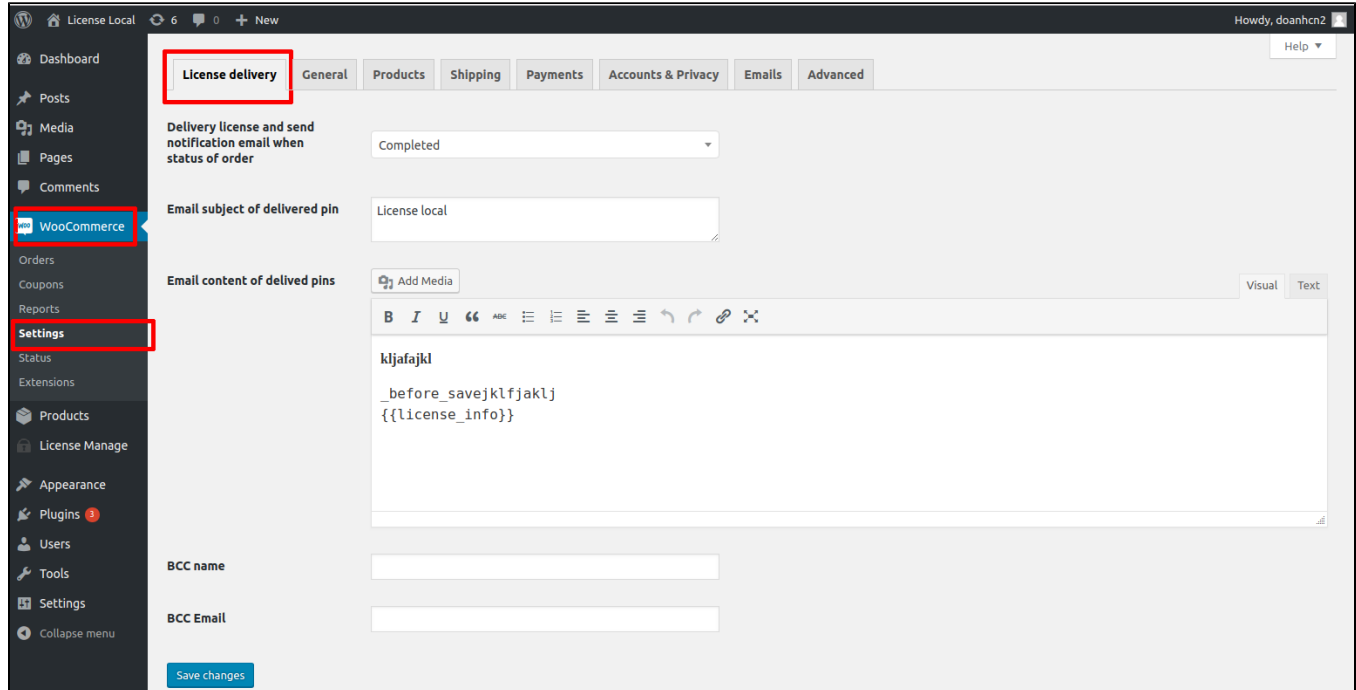 License Local 6 0 New Howdy, doanhcn2
Help
Dashboard
Posts
Media
Pages
Comments
WooCommerce
Orders
Coupons
Reports
Settings
Status
Extensions
Products
License Manage
Appearance
Plugins 3
Users
Tools
Settings
Collapse menu
License delivery General Products Shipping Payments Accounts & Privacy Emails Advanced
Delivery license and send
notification email when
status of order
Completed
Email subject of delivered pin
License local
Email content of delived pins
Add Media
Visual Text
B I U ABC
kljafajkl
_before_savejklfjaklj
{{license_info}}
BCC name
BCC Email
Save changes